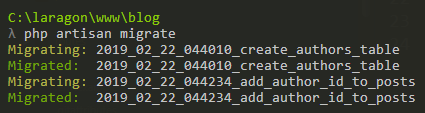 C:\laragon\www\blog
λ php artisan migrate
Migrating: 2019_02_22_044010_create_authors_table
Migrated:  2019_02_22_044010_create_authors_table
Migrating: 2019_02_22_044234_add_author_id_to_posts
Migrated:  2019_02_22_044234_add_author_id_to_posts